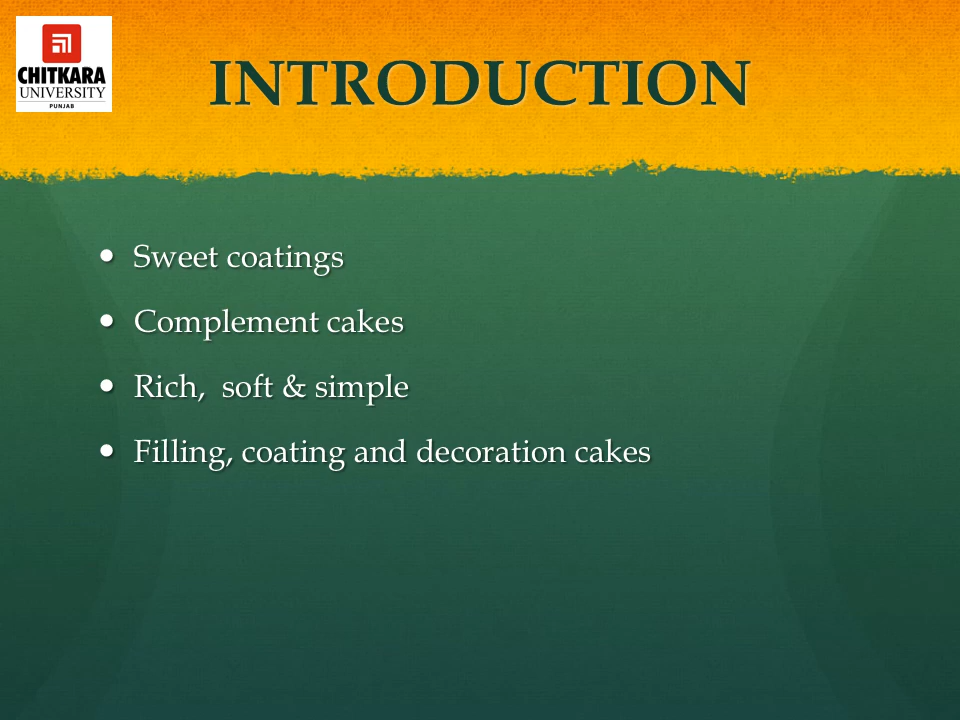 CHITKARA
UNIVERSITY
PUNJAB
INTRODUCTION
• Sweet coatings
• Complement cakes
• Rich,  soft & simple
• Filling, coating and decoration cakes